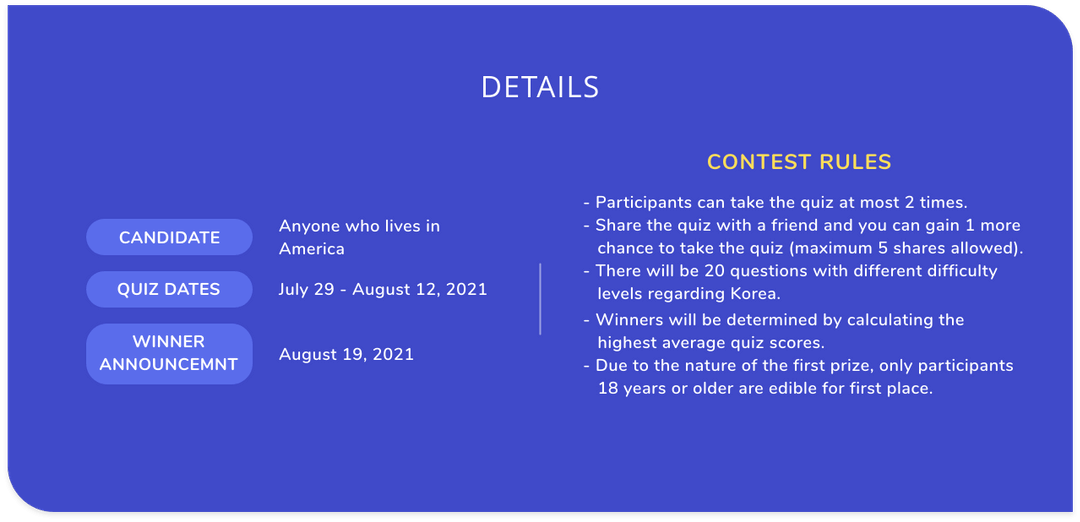 DETAILS
CANDIDATE
Anyone who lives in
America
QUIZ DATES
July 29 - August 12, 2021
WINNER
ANNOUNCEMNT
August 19, 2021
CONTEST RULES
- Participants can take the quiz at most 2 times.
- Share the quiz with a friend and you can gain 1 more
chance to take the quiz (maximum 5 shares allowed).
- There will be 20 questions with different difficulty
levels regarding Korea.
- Winners will be determined by calculating the
highest average quiz scores.
- Due to the nature of the first prize, only participants
18 years or older are edible for first place.